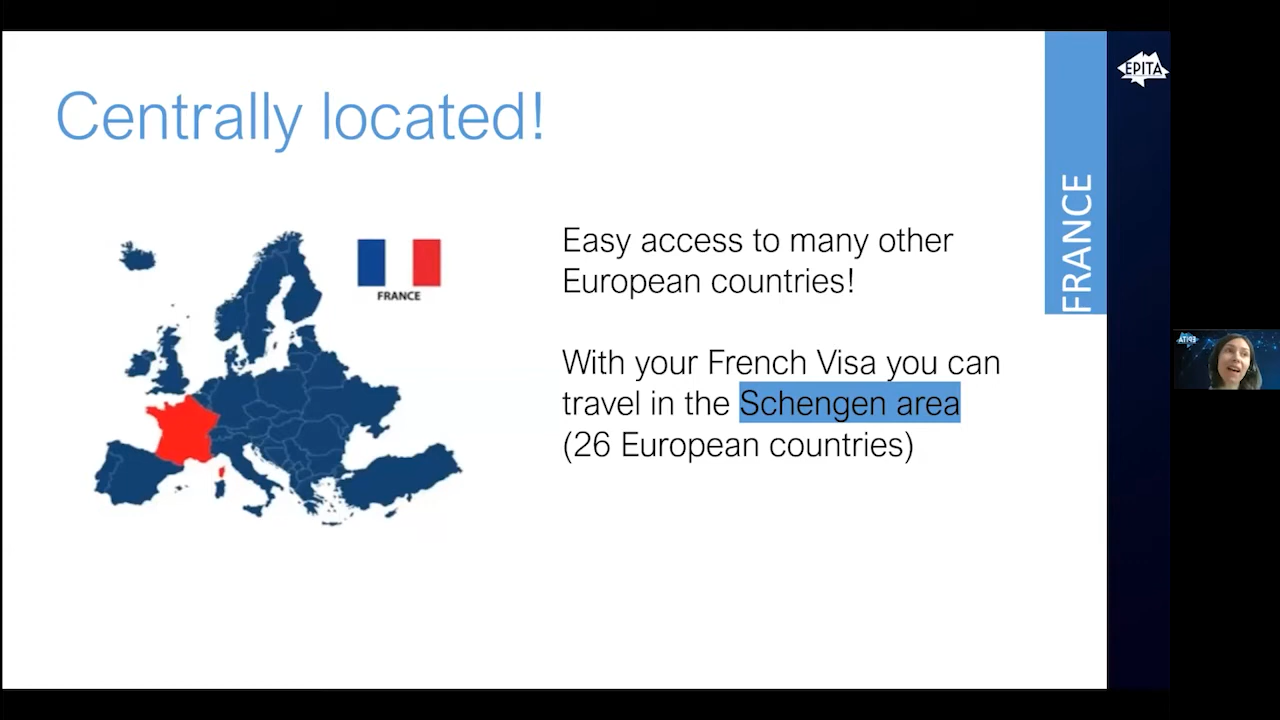 Centrally located!
EPITA
FRANCE
FRANCE
Easy access to many other
European countries!
With your French Visa you can
travel in the Schengen area
(26 European countries)
EPITA